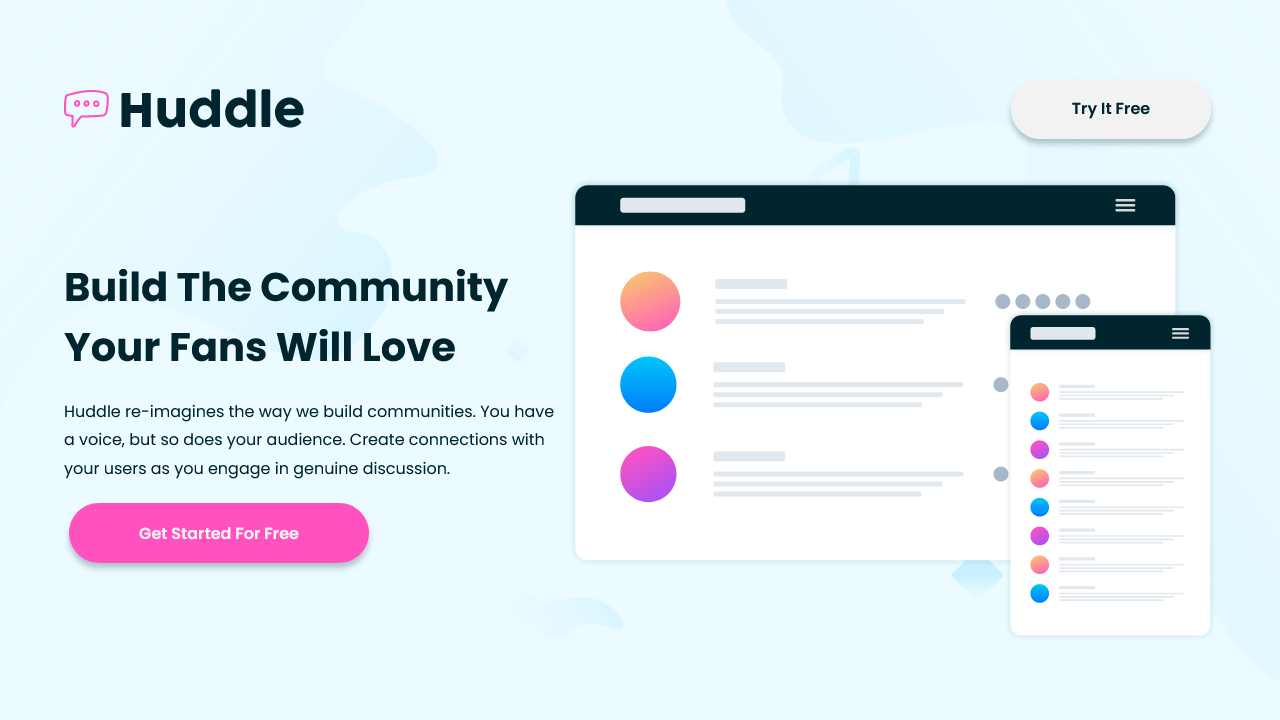 Huddle
Try It Free
Build The Community
Your Fans Will Love
Huddle re-imagines the way we build communities. You have
a voice, but so does your audience. Create connections with
your users as you engage in genuine discussion.
Get Started For Free